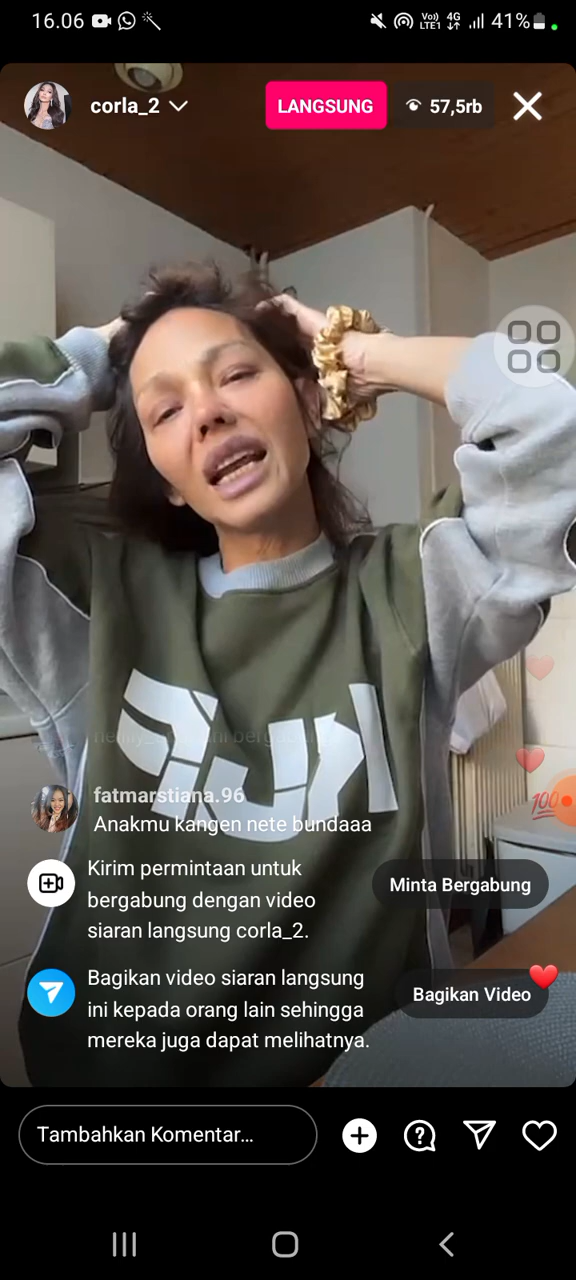 16.06
Vo)) 4G
LTE1
41%
corla_2
LANGSUNG
57,5rb
fatmarstiana.96
Anakmu kangen nete bundaaa
Kirim permintaan untuk
bergabung dengan video
siaran langsung corla_2.
Minta Bergabung
100
Bagikan video siaran langsung
ini kepada orang lain sehingga
mereka juga dapat melihatnya.
Bagikan Video
Tambahkan Komentar...